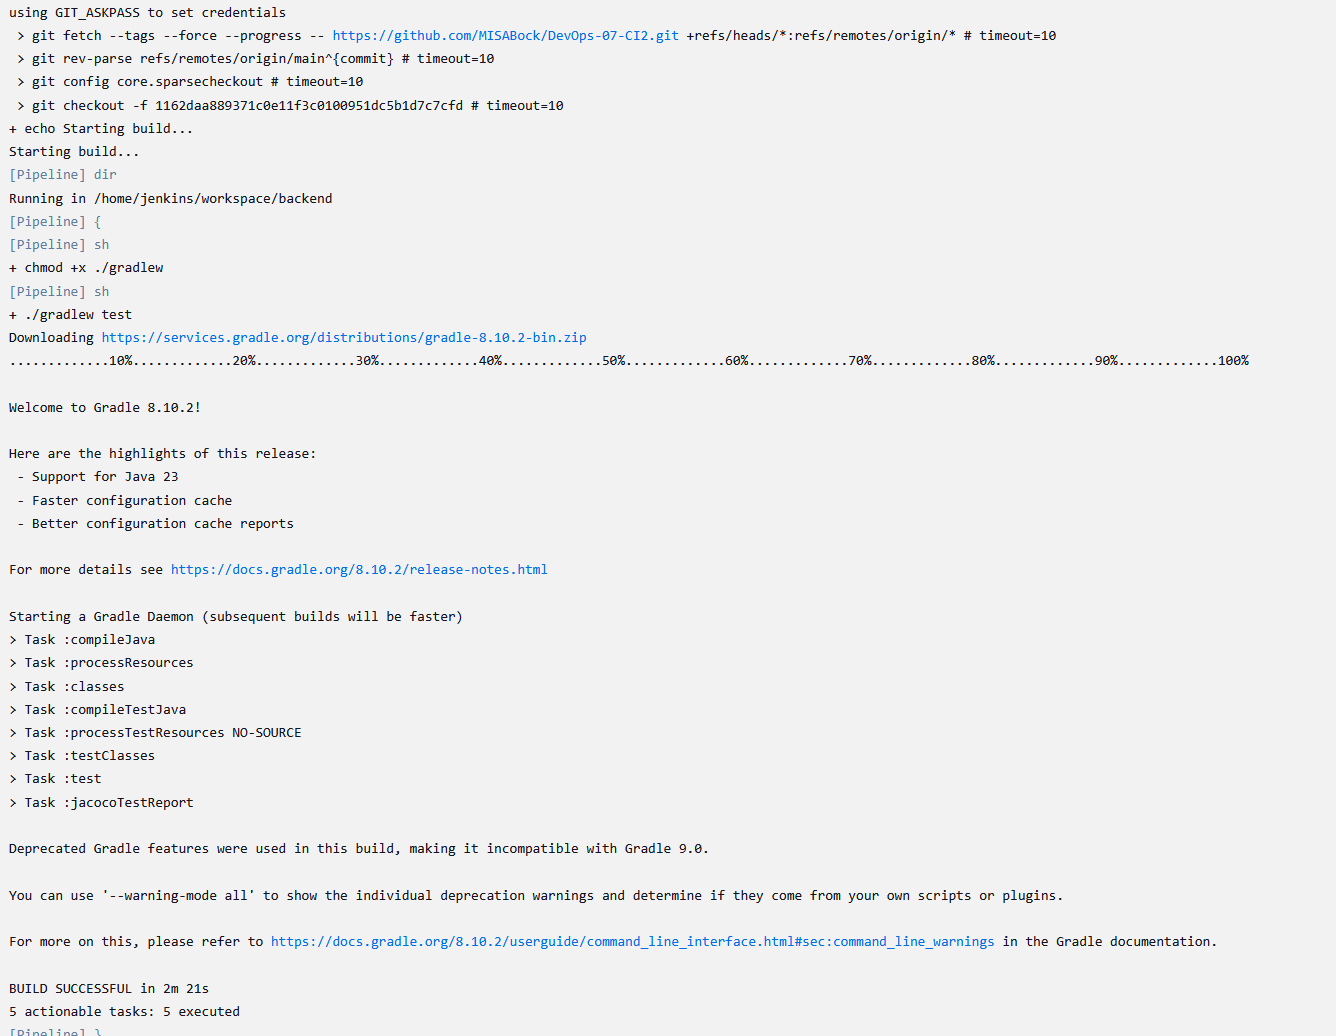 using GIT_ASKPASS to set credentials
> git fetch --tags --force --progress -- https://github.com/MISABock/DevOps-07-CI2.git +refs/heads/*:refs/remotes/origin/* # timeout=10
> git rev-parse refs/remotes/origin/main^{commit} # timeout=10
> git config core.sparsecheckout # timeout=10
> git checkout -f 1162daa889371c0e11f3c0100951dc5b1d7c7cfd # timeout=10
+ echo Starting build...
Starting build...
[Pipeline] dir
Running in /home/jenkins/workspace/backend
[Pipeline] {
[Pipeline] sh
+ chmod +x ./gradlew
[Pipeline] sh
+ ./gradlew test
Downloading https://services.gradle.org/distributions/gradle-8.10.2-bin.zip
.............10%.............20%.............30%.............40%.............50%.............60%.............70%.............80%.............90%.............100%
Welcome to Gradle 8.10.2!
Here are the highlights of this release:
- Support for Java 23
- Faster configuration cache
- Better configuration cache reports
For more details see https://docs.gradle.org/8.10.2/release-notes.html
Starting a Gradle Daemon (subsequent builds will be faster)
> Task :compileJava
> Task :processResources
> Task :classes
> Task :compileTestJava
> Task :processTestResources NO-SOURCE
> Task :testClasses
> Task :test
> Task :jacocoTestReport
Deprecated Gradle features were used in this build, making it incompatible with Gradle 9.0.
You can use '--warning-mode all' to show the individual deprecation warnings and determine if they come from your own scripts or plugins.
For more on this, please refer to https://docs.gradle.org/8.10.2/userguide/command_line_interface.html#sec:command_line_warnings in the Gradle documentation.
BUILD SUCCESSFUL in 2m 21s
5 actionable tasks: 5 executed
[Pipeline] }